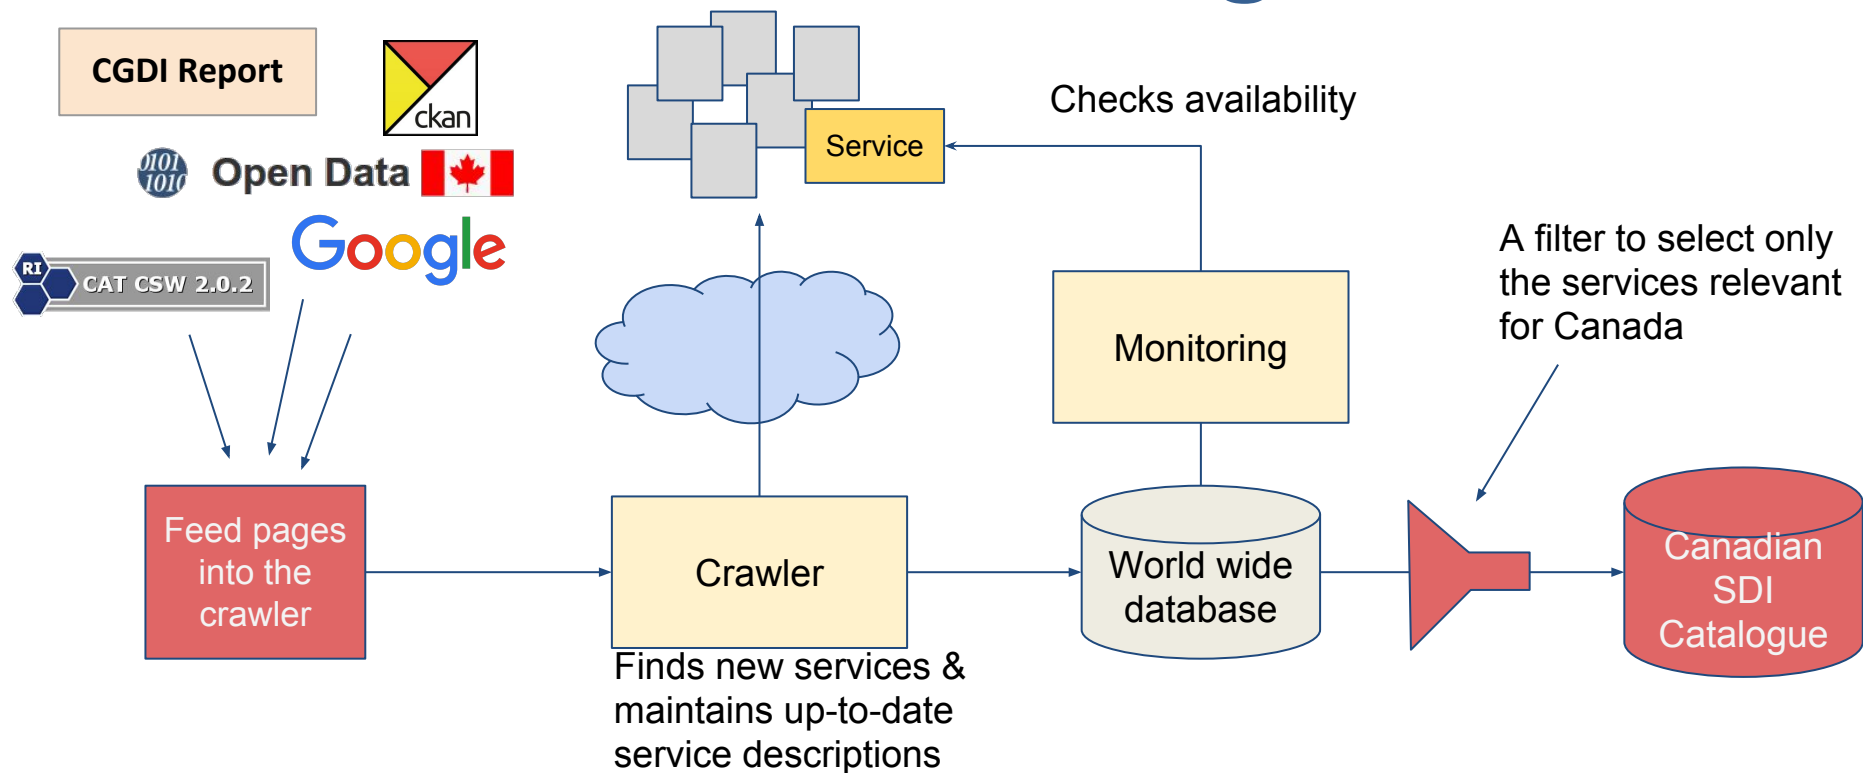 CGDI Report
ckan
0101
1010
Open Data
Google
RI
CAT CSW 2.0.2
Service
Checks availability
A filter to select only
the services relevant
for Canada
Monitoring
Feed pages
into the
crawler
Crawler
World wide
database
Canadian
SDI
Catalogue
Finds new services &
maintains up-to-date
service descriptions